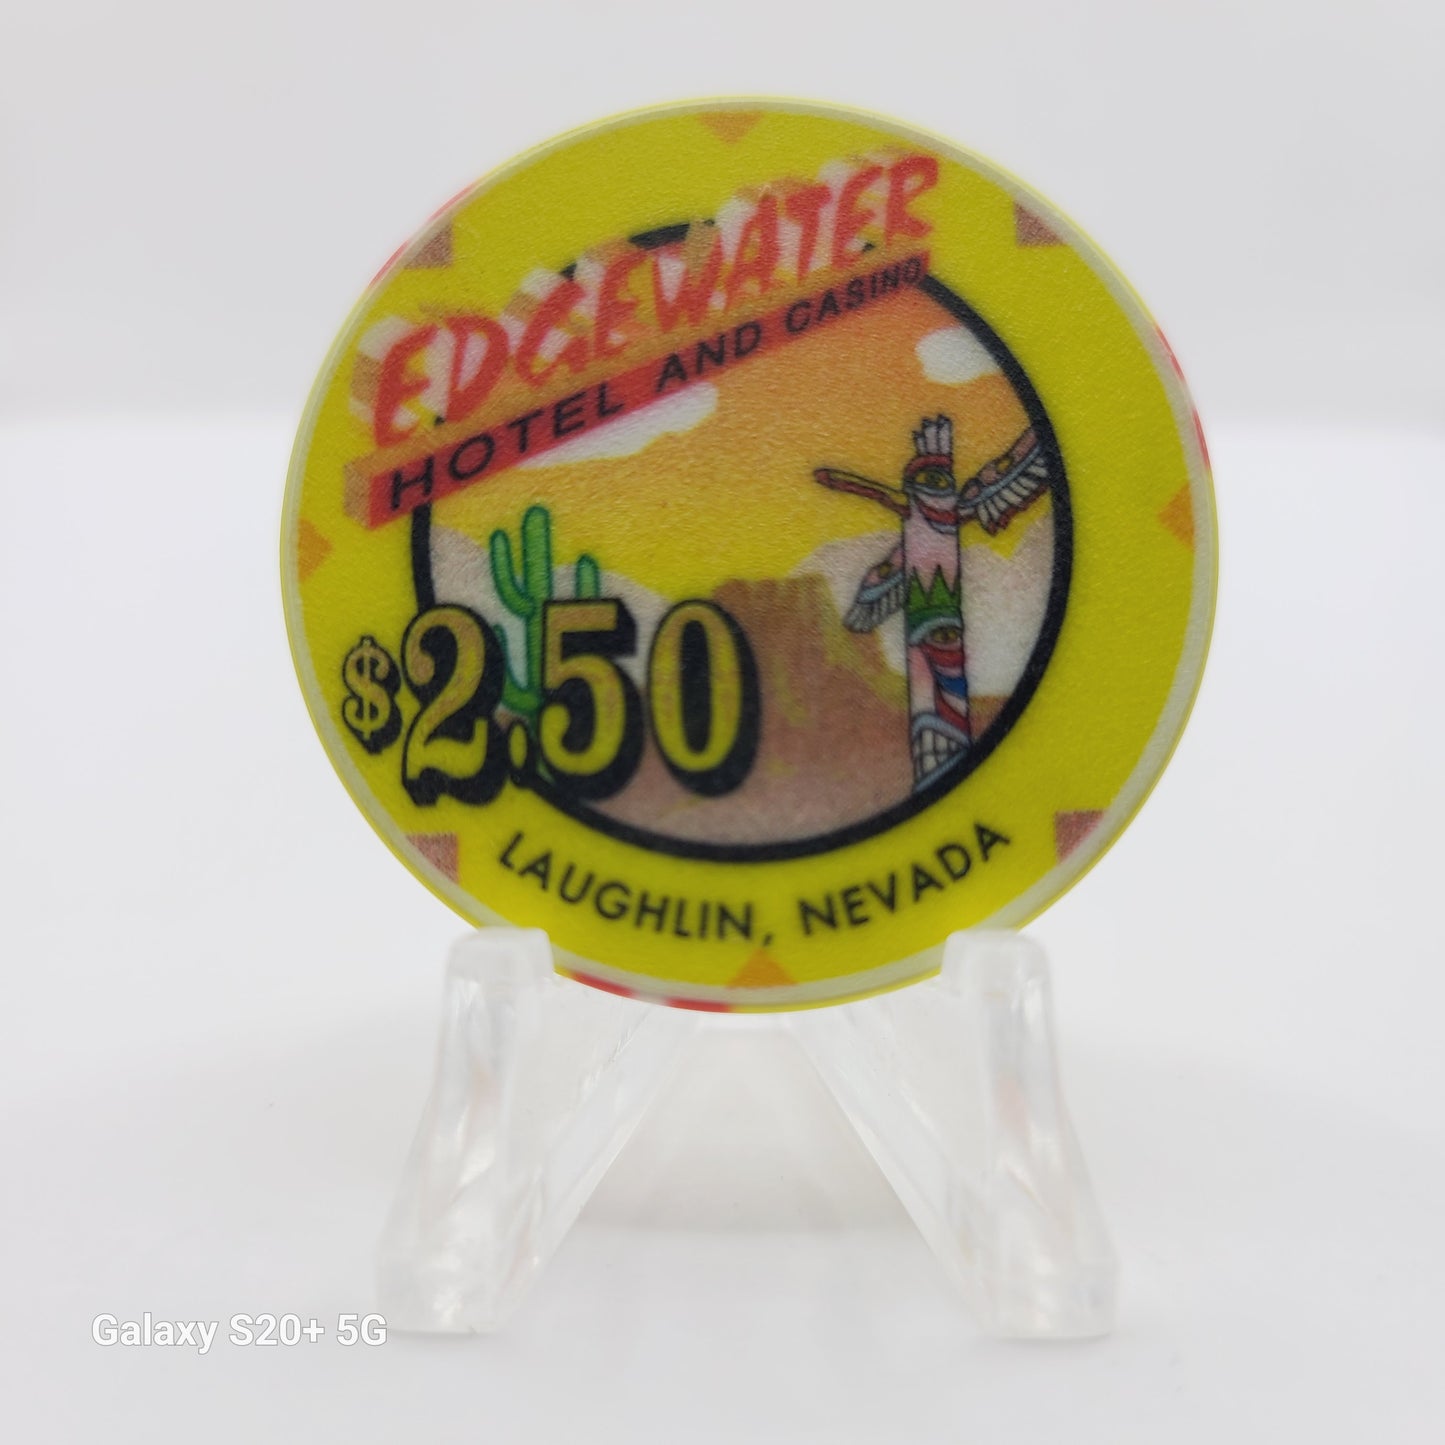 EDGEWATER
HOTEL AND CASINO
$2.50
LAUGHLIN, NEVADA
Galaxy S20+ 5G